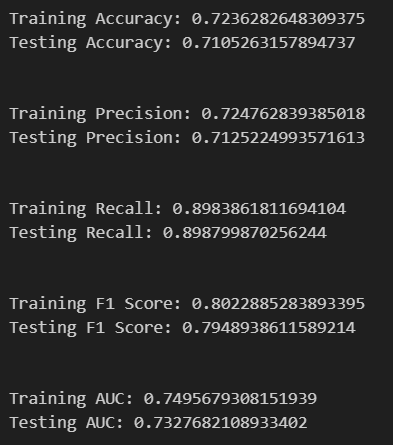 Training Accuracy: 0.7236282648309375
Testing Accuracy: 0.7105263157894737
Training Precision: 0.724762839385018
Testing Precision: 0.7125224993571613
Training Recall: 0.8983861811694104
Testing Recall: 0.898799870256244
Training F1 Score: 0.8022885283893395
Testing F1 Score: 0.7948938611589214
Training AUC: 0.7495679308151939
Testing AUC: 0.7327682108933402